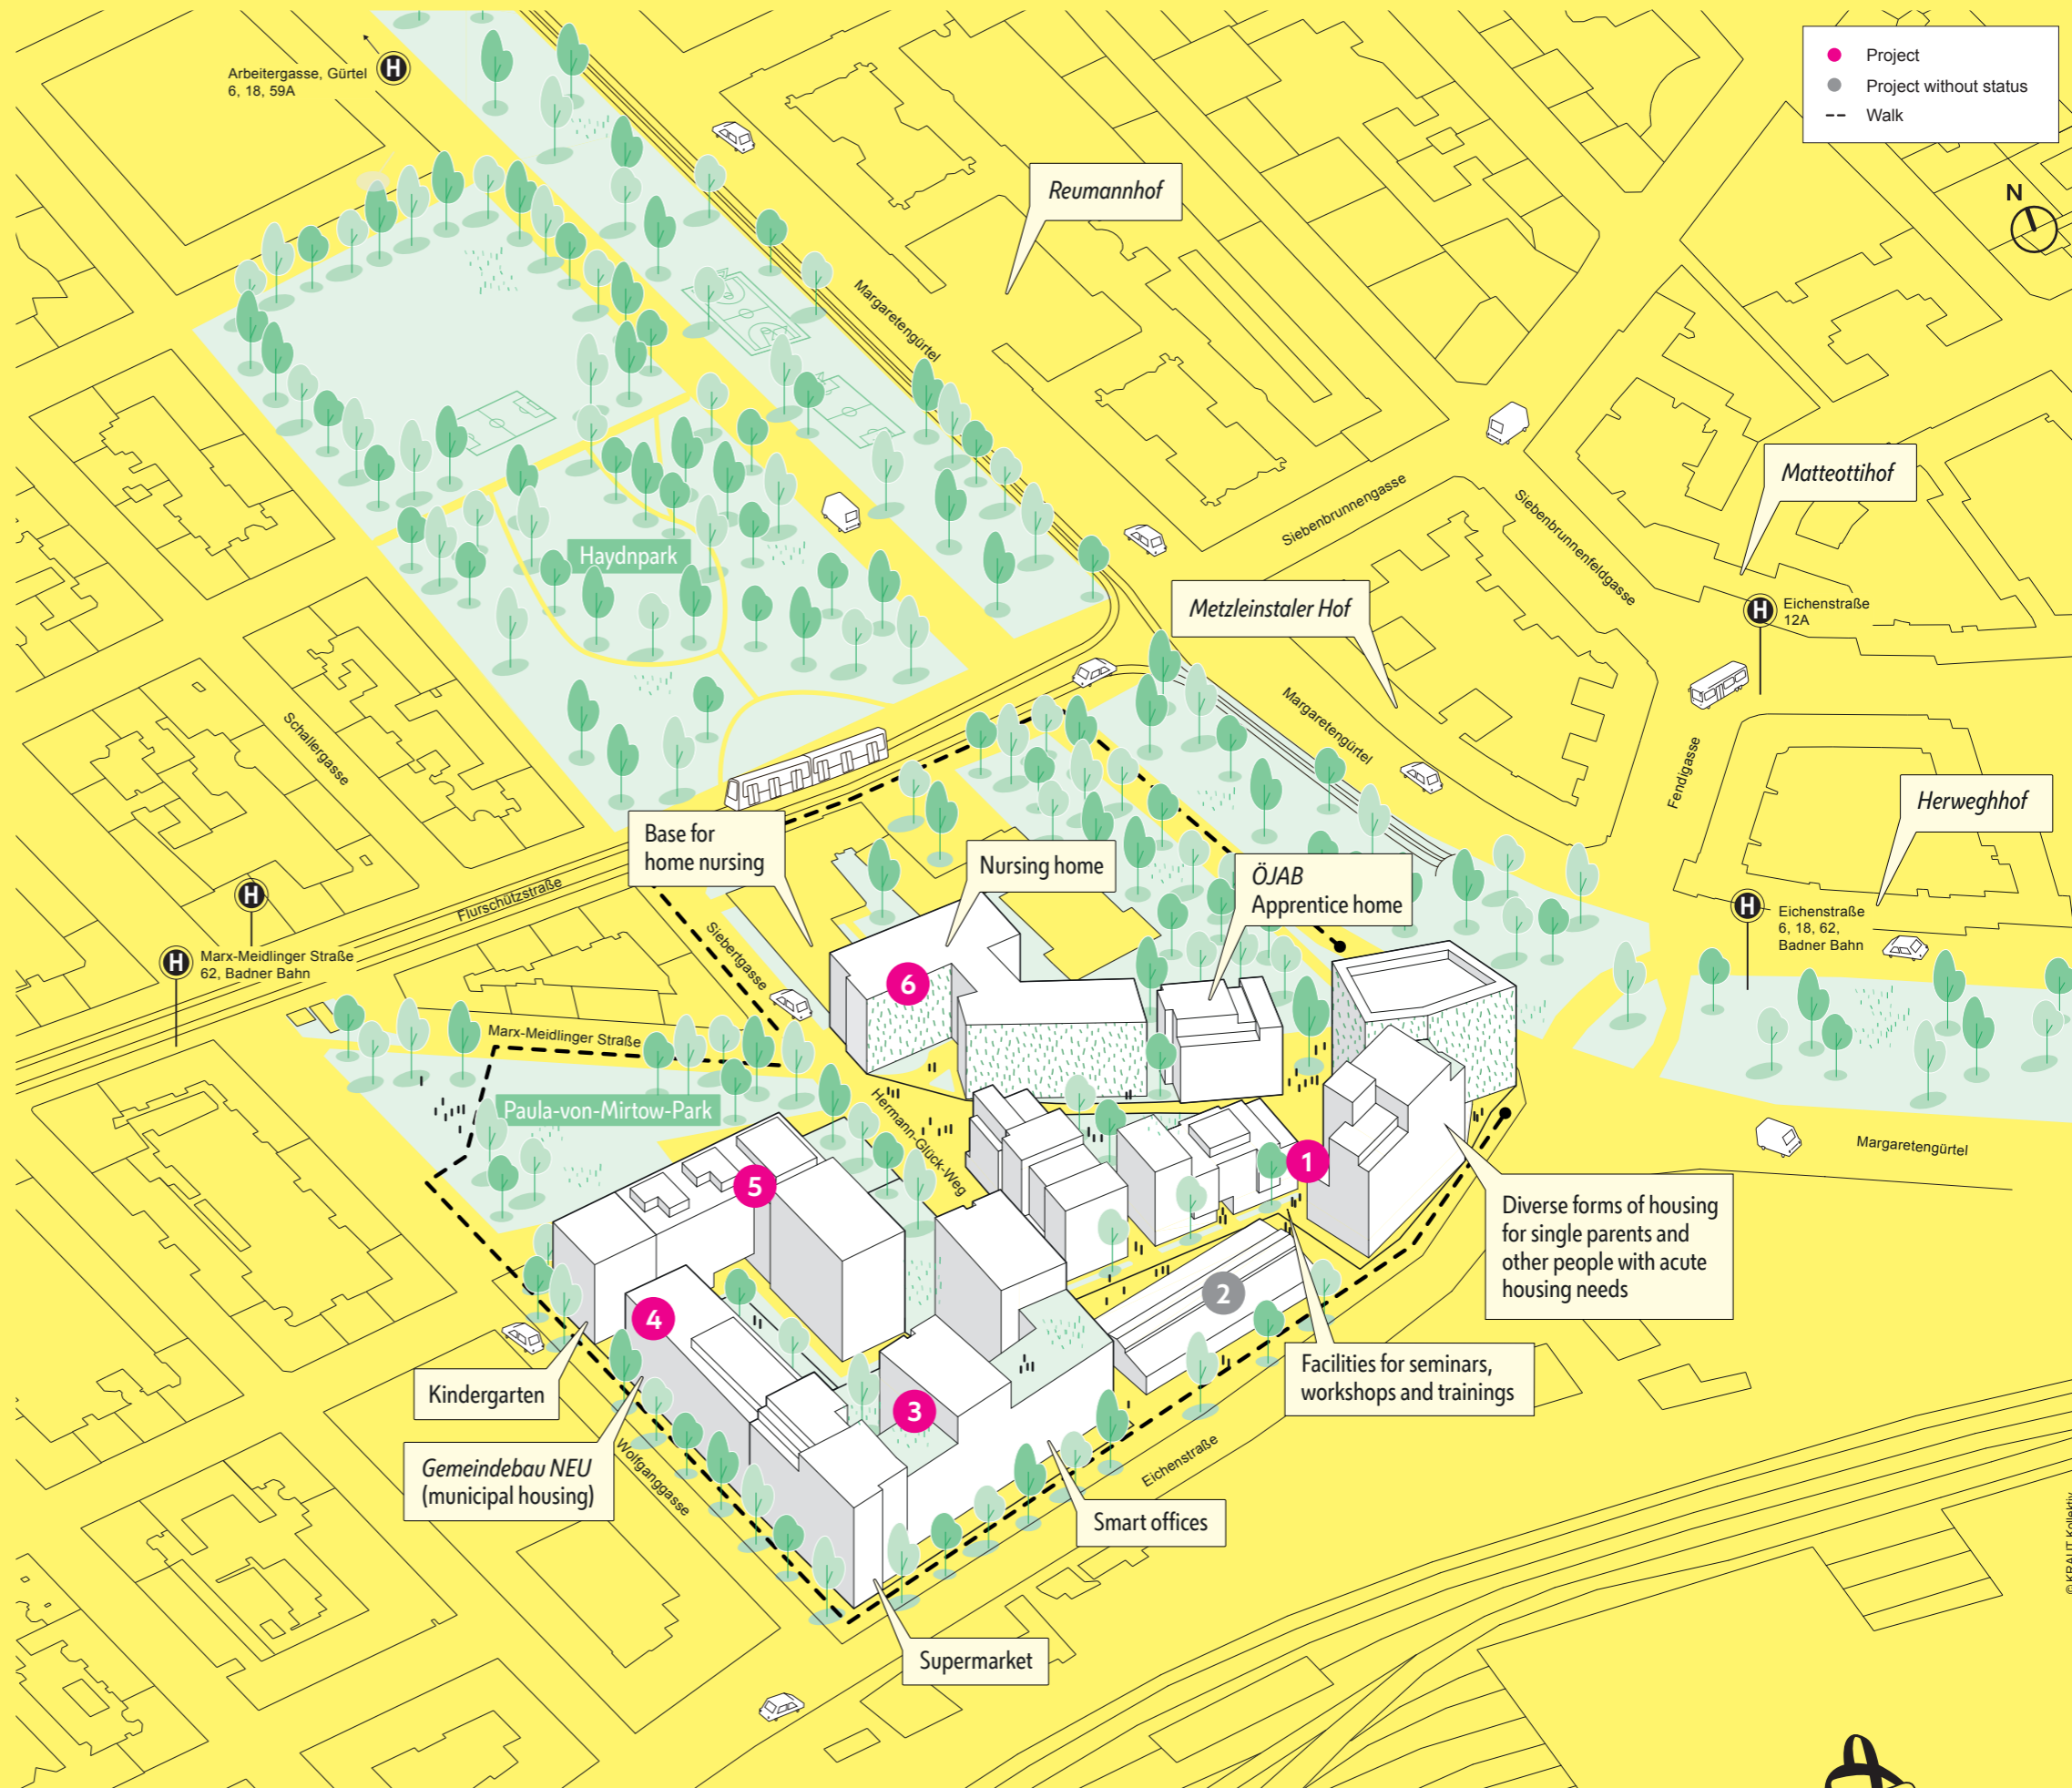 Arbeitergasse, Gürtel
6, 18, 59A
H
Project
Project without status
Walk
N
Reumannhof
Margaretengürtel
Matteottihof
Siebenbrunnengasse
Siebenbrunnenfeldgasse
Haydnpark
Metzleinstaler Hof
H
Eichenstraße
12A
Margaretengürtel
Fendigasse
Schallergasse
Herweghhof
Base for
home nursing
Nursing home
ÖJAB
Apprentice home
H
Flurschützstraße
H
Eichenstraße
6, 18, 62,
Badner Bahn
Siebertgasse
H
Marx-Meidlinger Straße
62, Badner Bahn
6
Marx-Meidlinger Straße
Paula-von-Mirtow-Park
Hermann-Glück-Weg
Margaretengürtel
1
5
Diverse forms of housing
for single parents and
other people with acute
housing needs
2
4
Facilities for seminars,
workshops and trainings
Kindergarten
3
Gemeindebau NEU
(municipal housing)
Wolfganggasse
Eichenstraße
Smart offices
Supermarket
© KRAUT Kollektiv